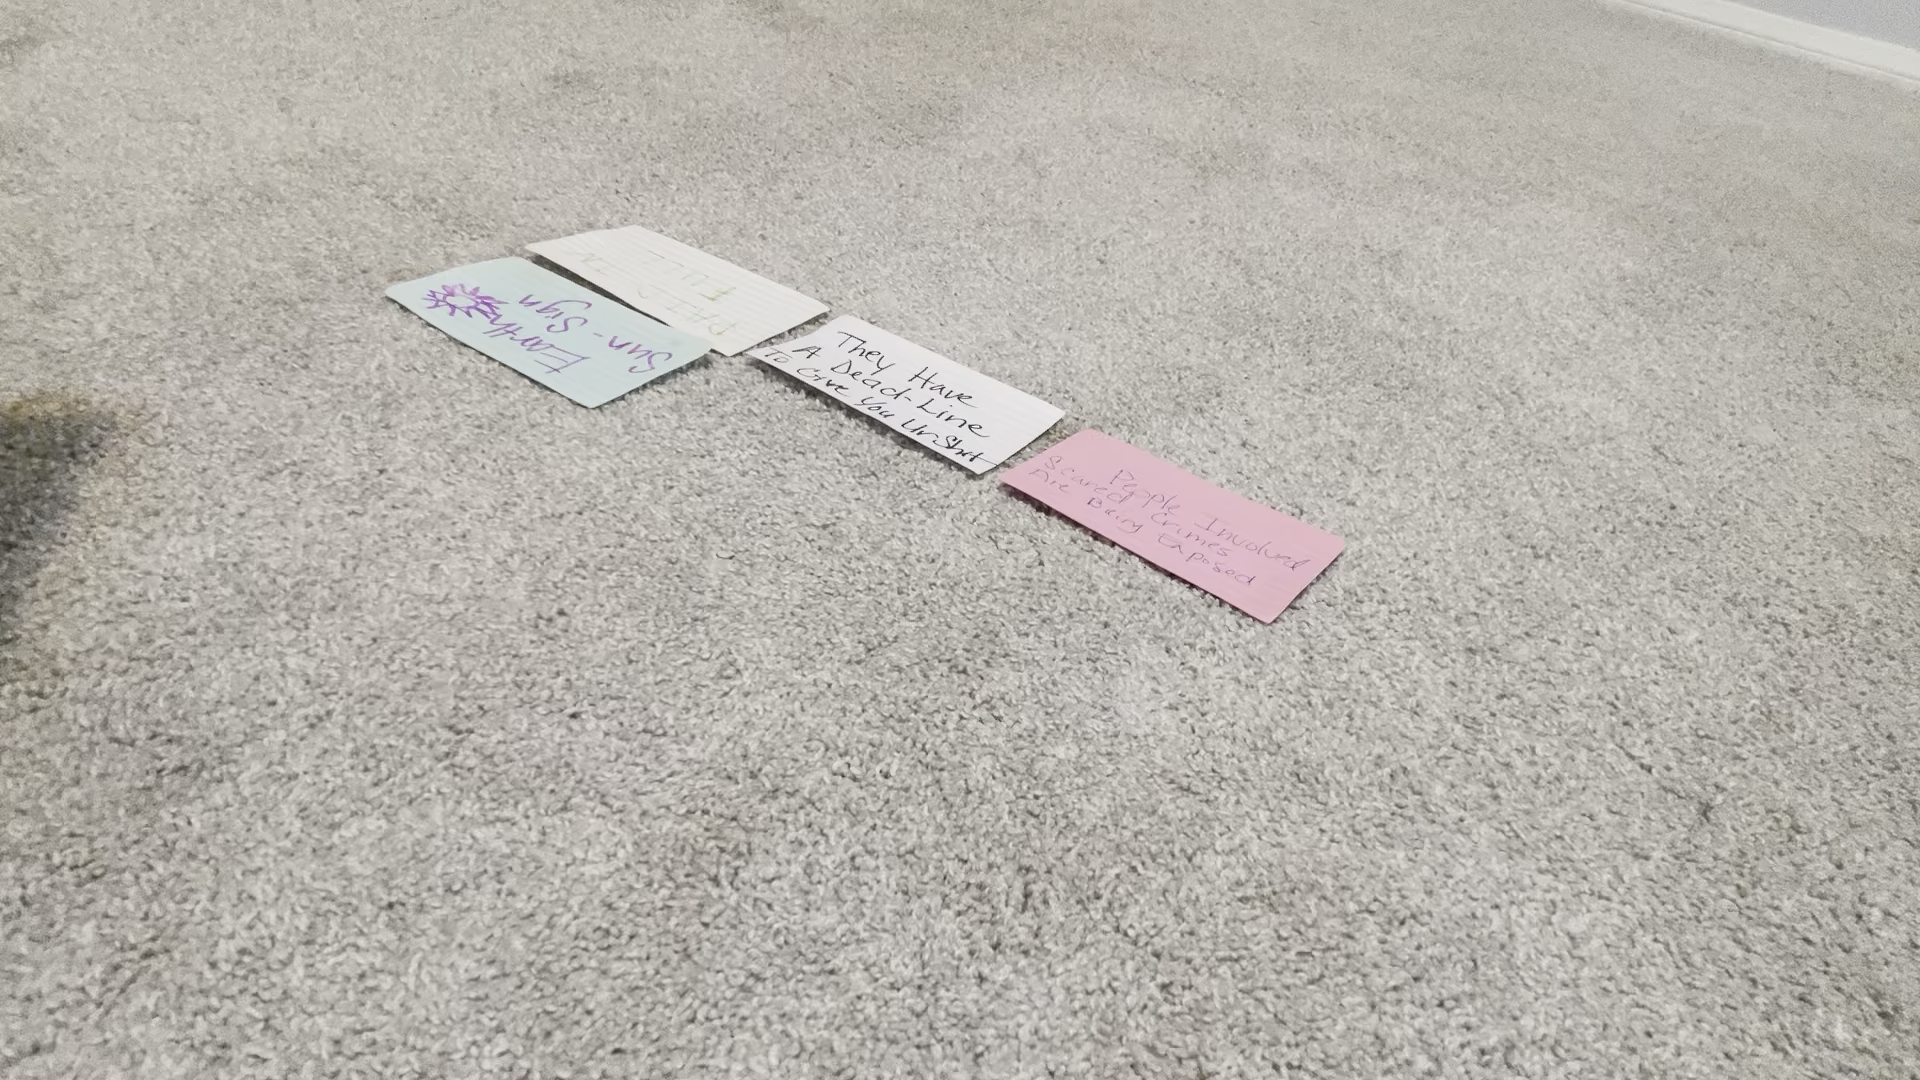 Sun-Sign
Earth
FULL
They Have
A Dead-Line
To Give You Ur Shit
People Involved
Scared Crimes
Are Being Exposed